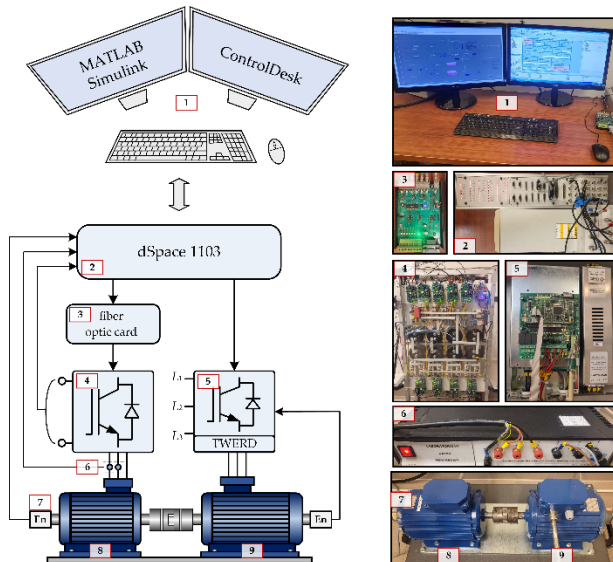 MATLAB
Simulink
ControlDesk
1
dSpace 1103
2
3
fiber
optic card
4
5
L1
L2
L3
TWERD
6
7
En
E
En
8
9
1
3
2
4
5
6
7
8
9